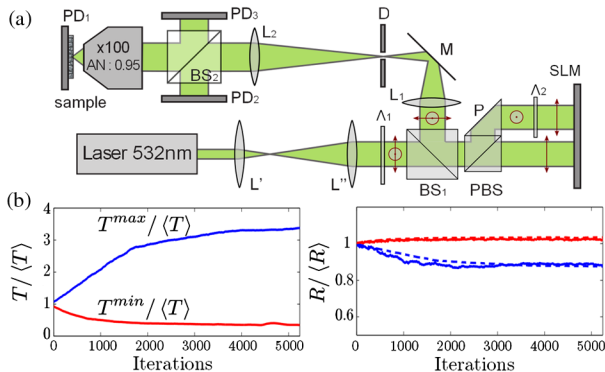 (a)
PD₁
PD₃
L₂
D
M
SLM
x100
AN : 0.95
BS₂
sample
PD₂
L₁
P
Λ₂
Λ₁
Laser 532nm
L'
L''
BS₁
PBS
(b)
T/⟨T⟩
4
3
2
1
0
T^{max}/⟨T⟩
T^{min}/⟨T⟩
0 1000 2000 3000 4000 5000
Iterations
R/⟨R⟩
1
0.8
0.6
0 1000 2000 3000 4000 5000
Iterations